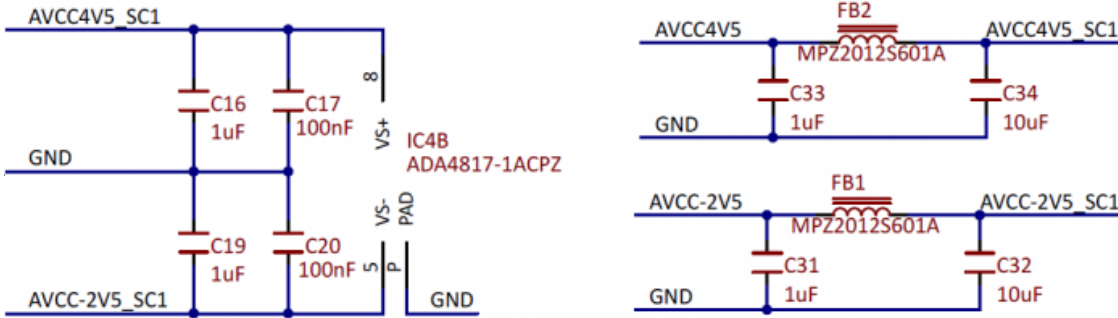 AVCC4V5_SC1
8
C16
1uF
C17
100nF
VS+
IC4B
ADA4817-1ACPZ
GND
VS-
PAD
C19
1uF
C20
100nF
5
P
AVCC-2V5_SC1
GND
FB2
AVCC4V5
AVCC4V5_SC1
MPZ2012S601A
C33
1uF
C34
10uF
GND
FB1
AVCC-2V5
AVCC-2V5_SC1
MPZ2012S601A
C31
1uF
C32
10uF
GND